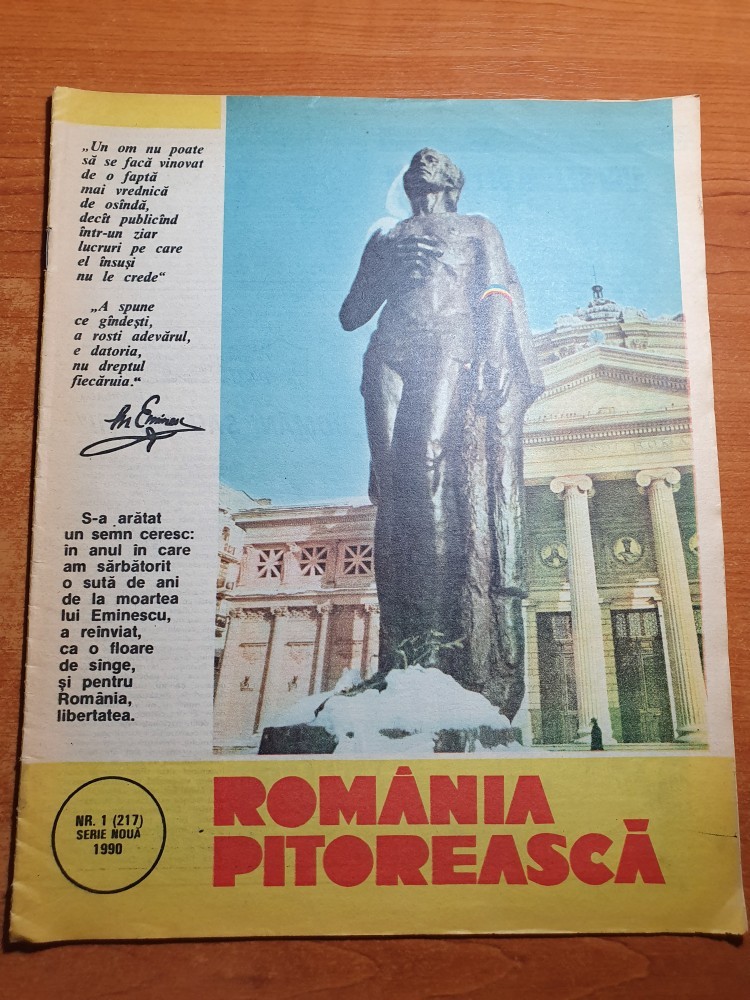 „Un om nu poate
să se facă vinovat
de o faptă
mai vrednică
de osîndă,
decît publicînd
într-un ziar
lucruri pe care
el însuşi
nu le crede“
„A spune
ce gîndeşti,
a rosti adevărul,
e datoria,
nu dreptul
fiecăruia.“
M Eminescu
S-a arătat
un semn ceresc:
în anul în care
am sărbătorit
o sută de ani
de la moartea
lui Eminescu,
a reînviat,
ca o floare
de sînge,
şi pentru
România,
libertatea.
NR. 1 (217)
SERIE NOUĂ
1990
ROMÂNIA
PITOREASCĂ